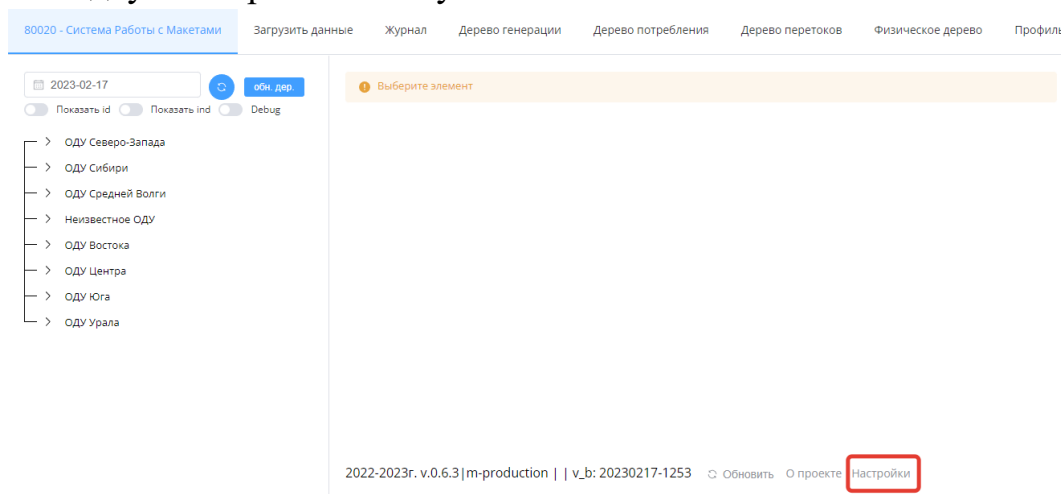 80020 - Система Работы с Макетами Загрузить данные Журнал Дерево генерации Дерево потребления Дерево перетоков Физическое дерево
2023-02-17 обн. дер.
Показать id Показать ind Debug
Выберите элемент
ОДУ Северо-Запада
ОДУ Сибири
ОДУ Средней Волги
Неизвестное ОДУ
ОДУ Востока
ОДУ Центра
ОДУ Юга
ОДУ Урала
2022-2023г. v.0.6.3|m-production | | v_b: 20230217-1253 Обновить О проекте Настройки